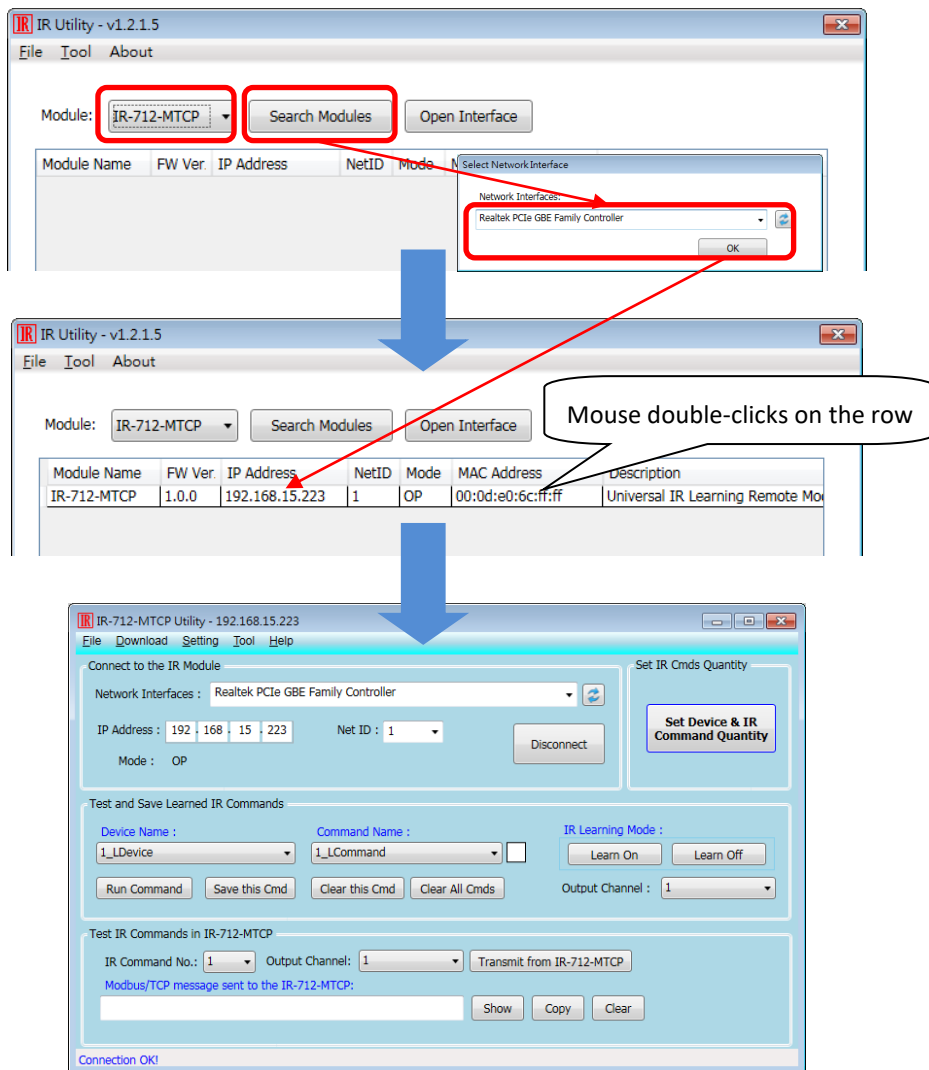 IR IR Utility - v1.2.1.5
File Tool About
Module: IR-712-MTCP Search Modules Open Interface
Module Name FW Ver. IP Address NetID Mode M
Select Network Interface
Network Interfaces:
Realtek PCIe GBE Family Controller
OK
IR IR Utility - v1.2.1.5
File Tool About
Mouse double-clicks on the row
Module: IR-712-MTCP Search Modules Open Interface
Module Name FW Ver. IP Address NetID Mode MAC Address Description
IR-712-MTCP 1.0.0 192.168.15.223 1 OP 00:0d:e0:6c:ff:ff Universal IR Learning Remote Mo
IR IR-712-MTCP Utility - 192.168.15.223
File Download Setting Tool Help
Connect to the IR Module Set IR Cmds Quantity
Network Interfaces : Realtek PCIe GBE Family Controller
IP Address : 192 . 168 . 15 . 223 Net ID : 1 Disconnect
Set Device & IR
Command Quantity
Mode : OP
Test and Save Learned IR Commands
Device Name : Command Name : IR Learning Mode :
1_LDevice 1_LCommand Learn On Learn Off
Run Command Save this Cmd Clear this Cmd Clear All Cmds Output Channel : 1
Test IR Commands in IR-712-MTCP
IR Command No.: 1 Output Channel: 1 Transmit from IR-712-MTCP
Modbus/TCP message sent to the IR-712-MTCP:
Show Copy Clear
Connection OK!